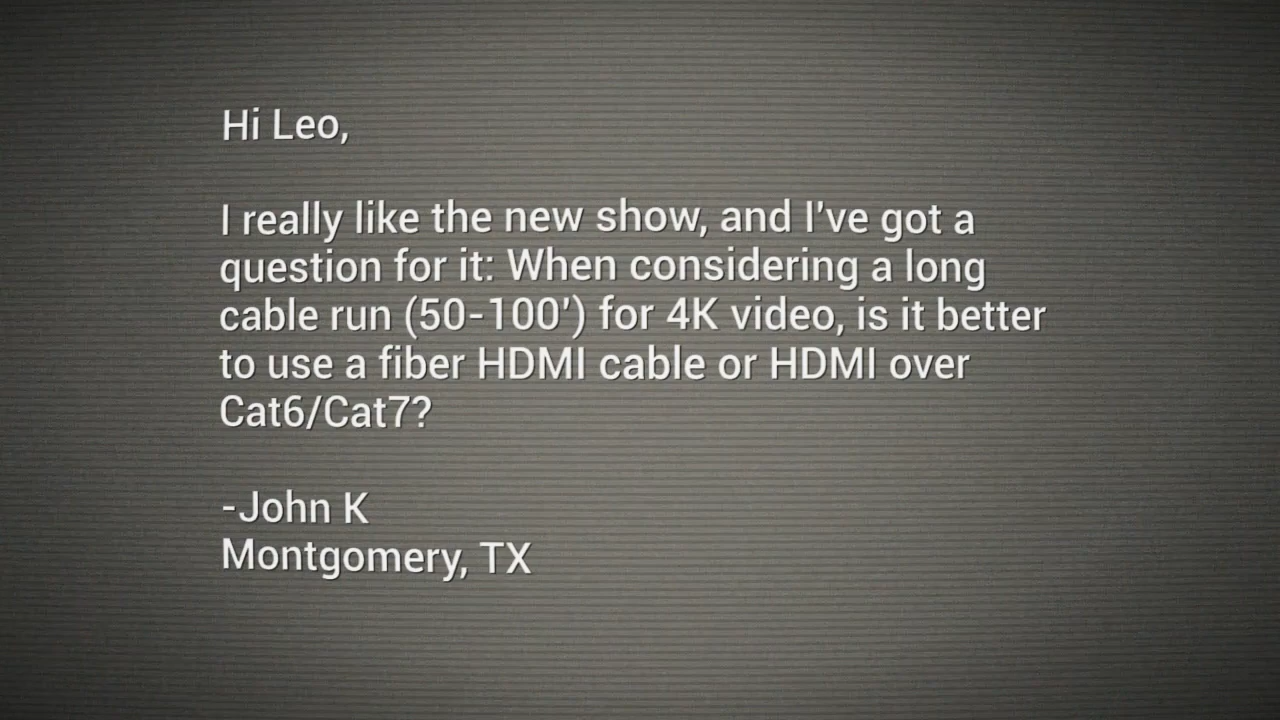 Hi Leo,
I really like the new show, and I've got a
question for it: When considering a long
cable run (50-100') for 4K video, is it better
to use a fiber HDMI cable or HDMI over
Cat6/Cat7?
-John K
Montgomery, TX